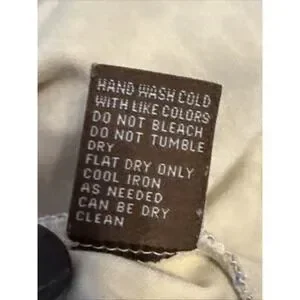 HAND WASH COLD
WITH LIKE COLORS
DO NOT BLEACH
DO NOT TUMBLE
DRY
FLAT DRY ONLY
COOL IRON
AS NEEDED
CAN BE DRY
CLEAN